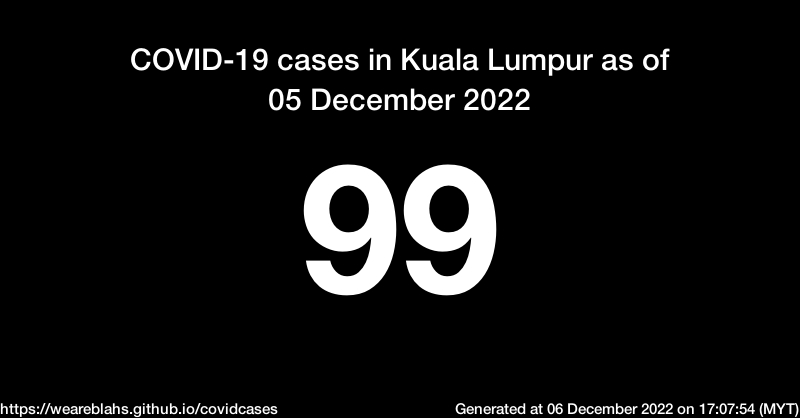 COVID-19 cases in Kuala Lumpur as of
05 December 2022
99
https://weareblahs.github.io/covidcases
Generated at 06 December 2022 on 17:07:54 (MYT)